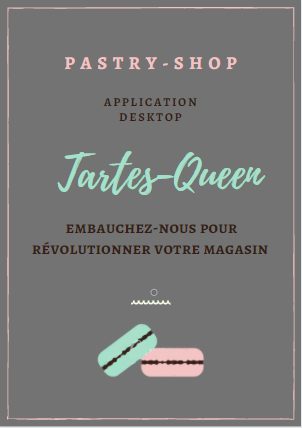 PASTRY-SHOP
APPLICATION
DESKTOP
Tartes-Queen
EMBAUCHEZ-NOUS POUR
RÉVOLUTIONNER VOTRE MAGASIN